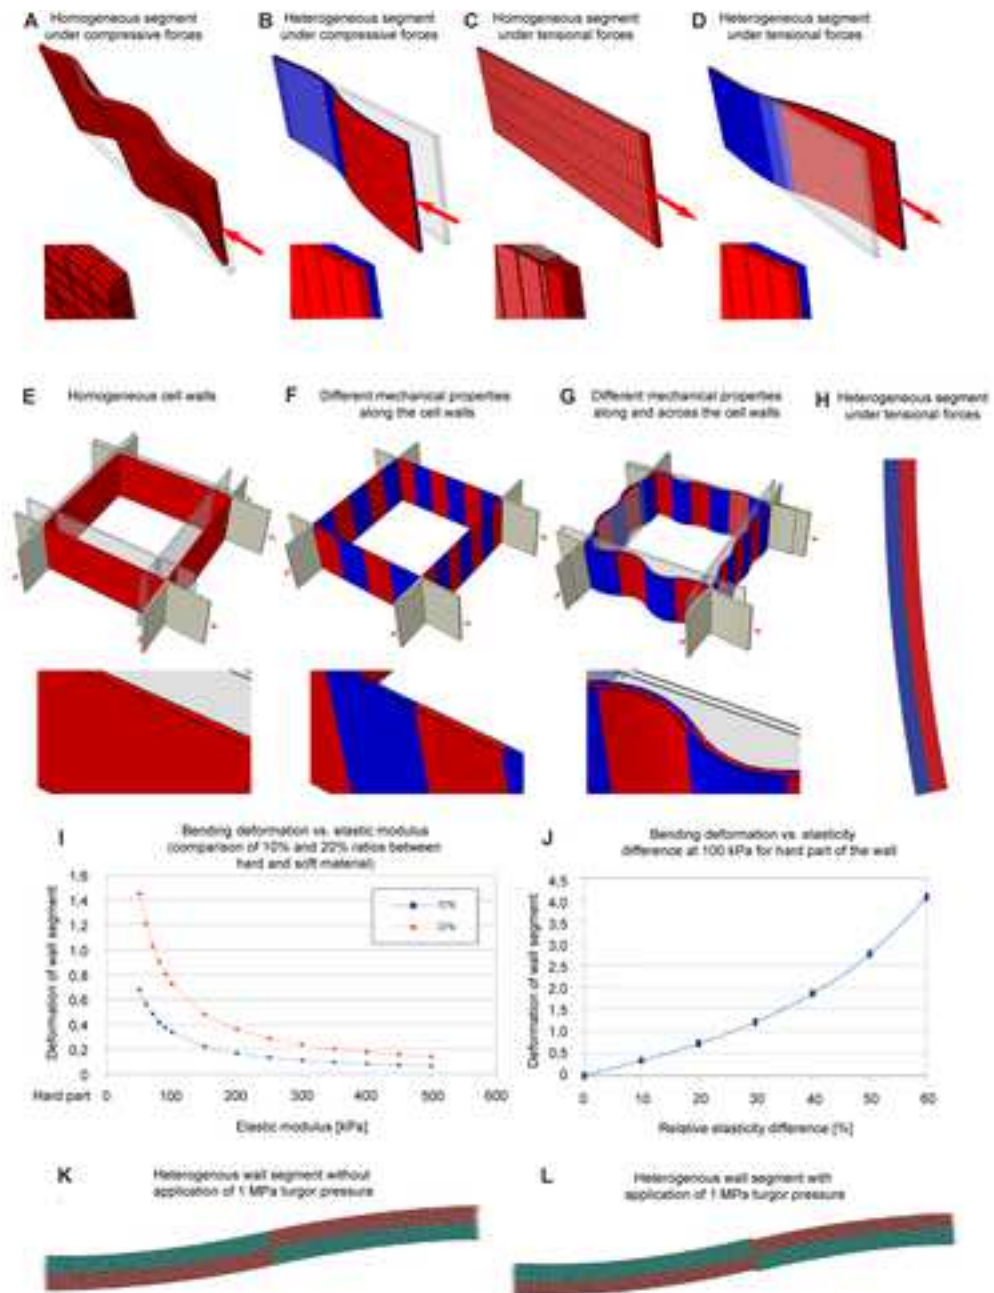 A Homogeneous segment
under compressive forces
B Heterogeneous segment
under compressive forces
C Homogeneous segment
under tensional forces
D Heterogeneous segment
under tensional forces
E Homogeneous cell walls
F Different mechanical properties
along the cell walls
G Different mechanical properties
along and across the cell walls
H Heterogeneous segment
under tensional forces
I Bending deformation vs. elastic modulus
(comparison of 10% and 20% ratios between
hard and soft material)
1.6
1.4
1.2
1.0
0.8
0.6
0.4
0.2
0
Deformation of wall segment
10%
20%
Hard part 0 100 200 300 400 500 600
Elastic modulus [kPa]
J Bending deformation vs. elasticity
difference at 100 kPa for hard part of the wall
4.5
4.0
3.5
3.0
2.5
2.0
1.5
1.0
0.5
0
Deformation of wall segment
0 10 20 30 40 50 60
Relative elasticity difference [%]
K Heterogenous wall segment without
application of 1 MPa turgor pressure
L Heterogenous wall segment with
application of 1 MPa turgor pressure